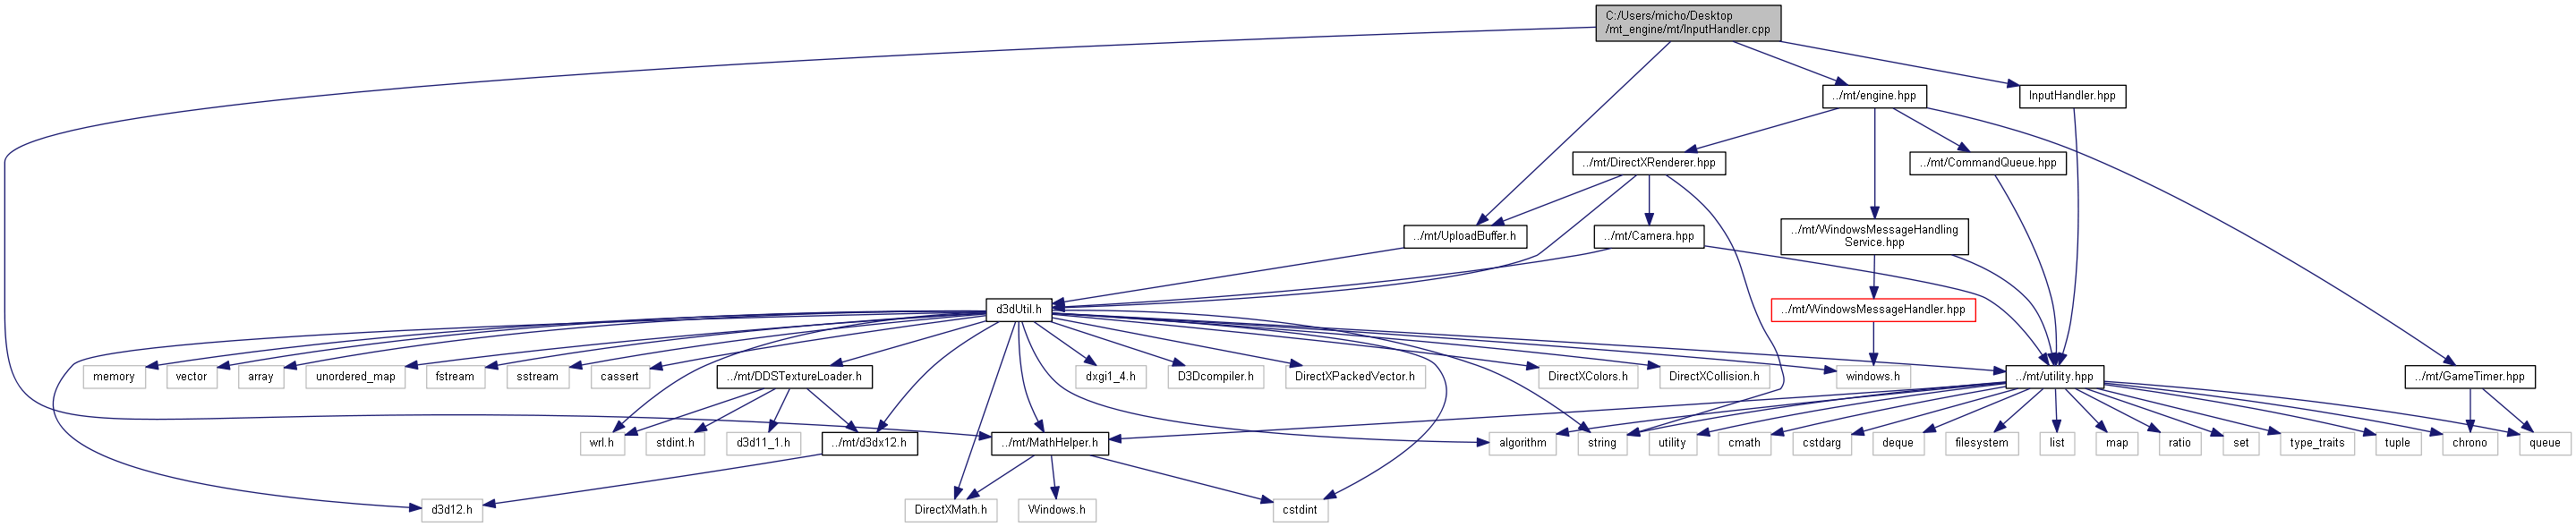 C:/Users/micho/Desktop
/mt_engine/mt/InputHandler.cpp
../mt/engine.hpp
InputHandler.hpp
../mt/DirectXRenderer.hpp
../mt/CommandQueue.hpp
../mt/UploadBuffer.h
../mt/Camera.hpp
../mt/WindowsMessageHandling
Service.hpp
d3dUtil.h
../mt/WindowsMessageHandler.hpp
memory
vector
array
unordered_map
fstream
sstream
cassert
../mt/DDSTextureLoader.h
dxgi1_4.h
D3Dcompiler.h
DirectXPackedVector.h
DirectXColors.h
DirectXCollision.h
windows.h
../mt/utility.hpp
../mt/GameTimer.hpp
wrl.h
stdint.h
d3d11_1.h
../mt/d3dx12.h
../mt/MathHelper.h
algorithm
string
utility
cmath
cstdarg
deque
filesystem
list
map
ratio
set
type_traits
tuple
chrono
queue
d3d12.h
DirectXMath.h
Windows.h
cstdint